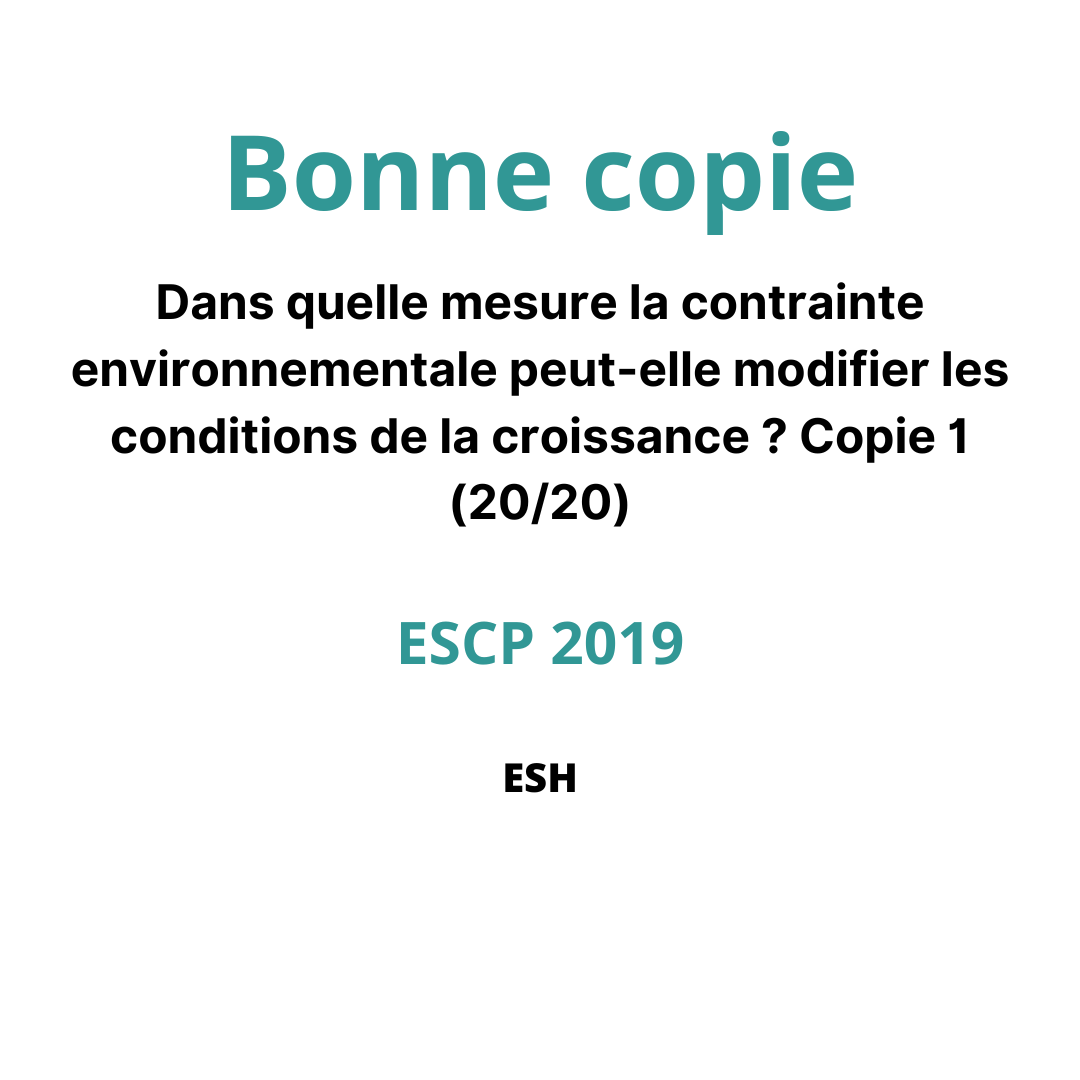 Bonne copie
Dans quelle mesure la contrainte
environnementale peut-elle modifier les
conditions de la croissance ? Copie 1
(20/20)
ESCP 2019
ESH